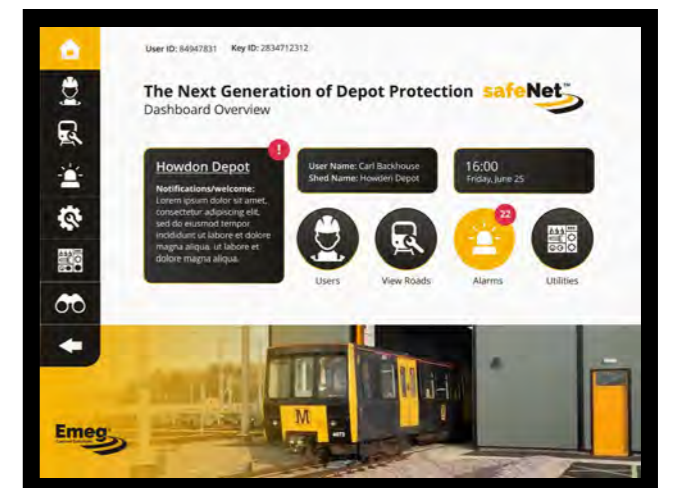 User ID: 84947831 Key ID: 2834712312
The Next Generation of Depot Protection safeNet™
Dashboard Overview
!
Howdon Depot
Notifications/welcome:
Lorem ipsum dolor sit amet,
consectetur adipiscing elit,
sed do eiusmod tempor
incididunt ut labore et dolore
magna aliqua. ut labore et
dolore magna aliqua.
User Name: Carl Backhouse
Shed Name: Howden Depot
16:00
Friday, June 25
22
Users
View Roads
Alarms
Utilities
M
4073
Emeg